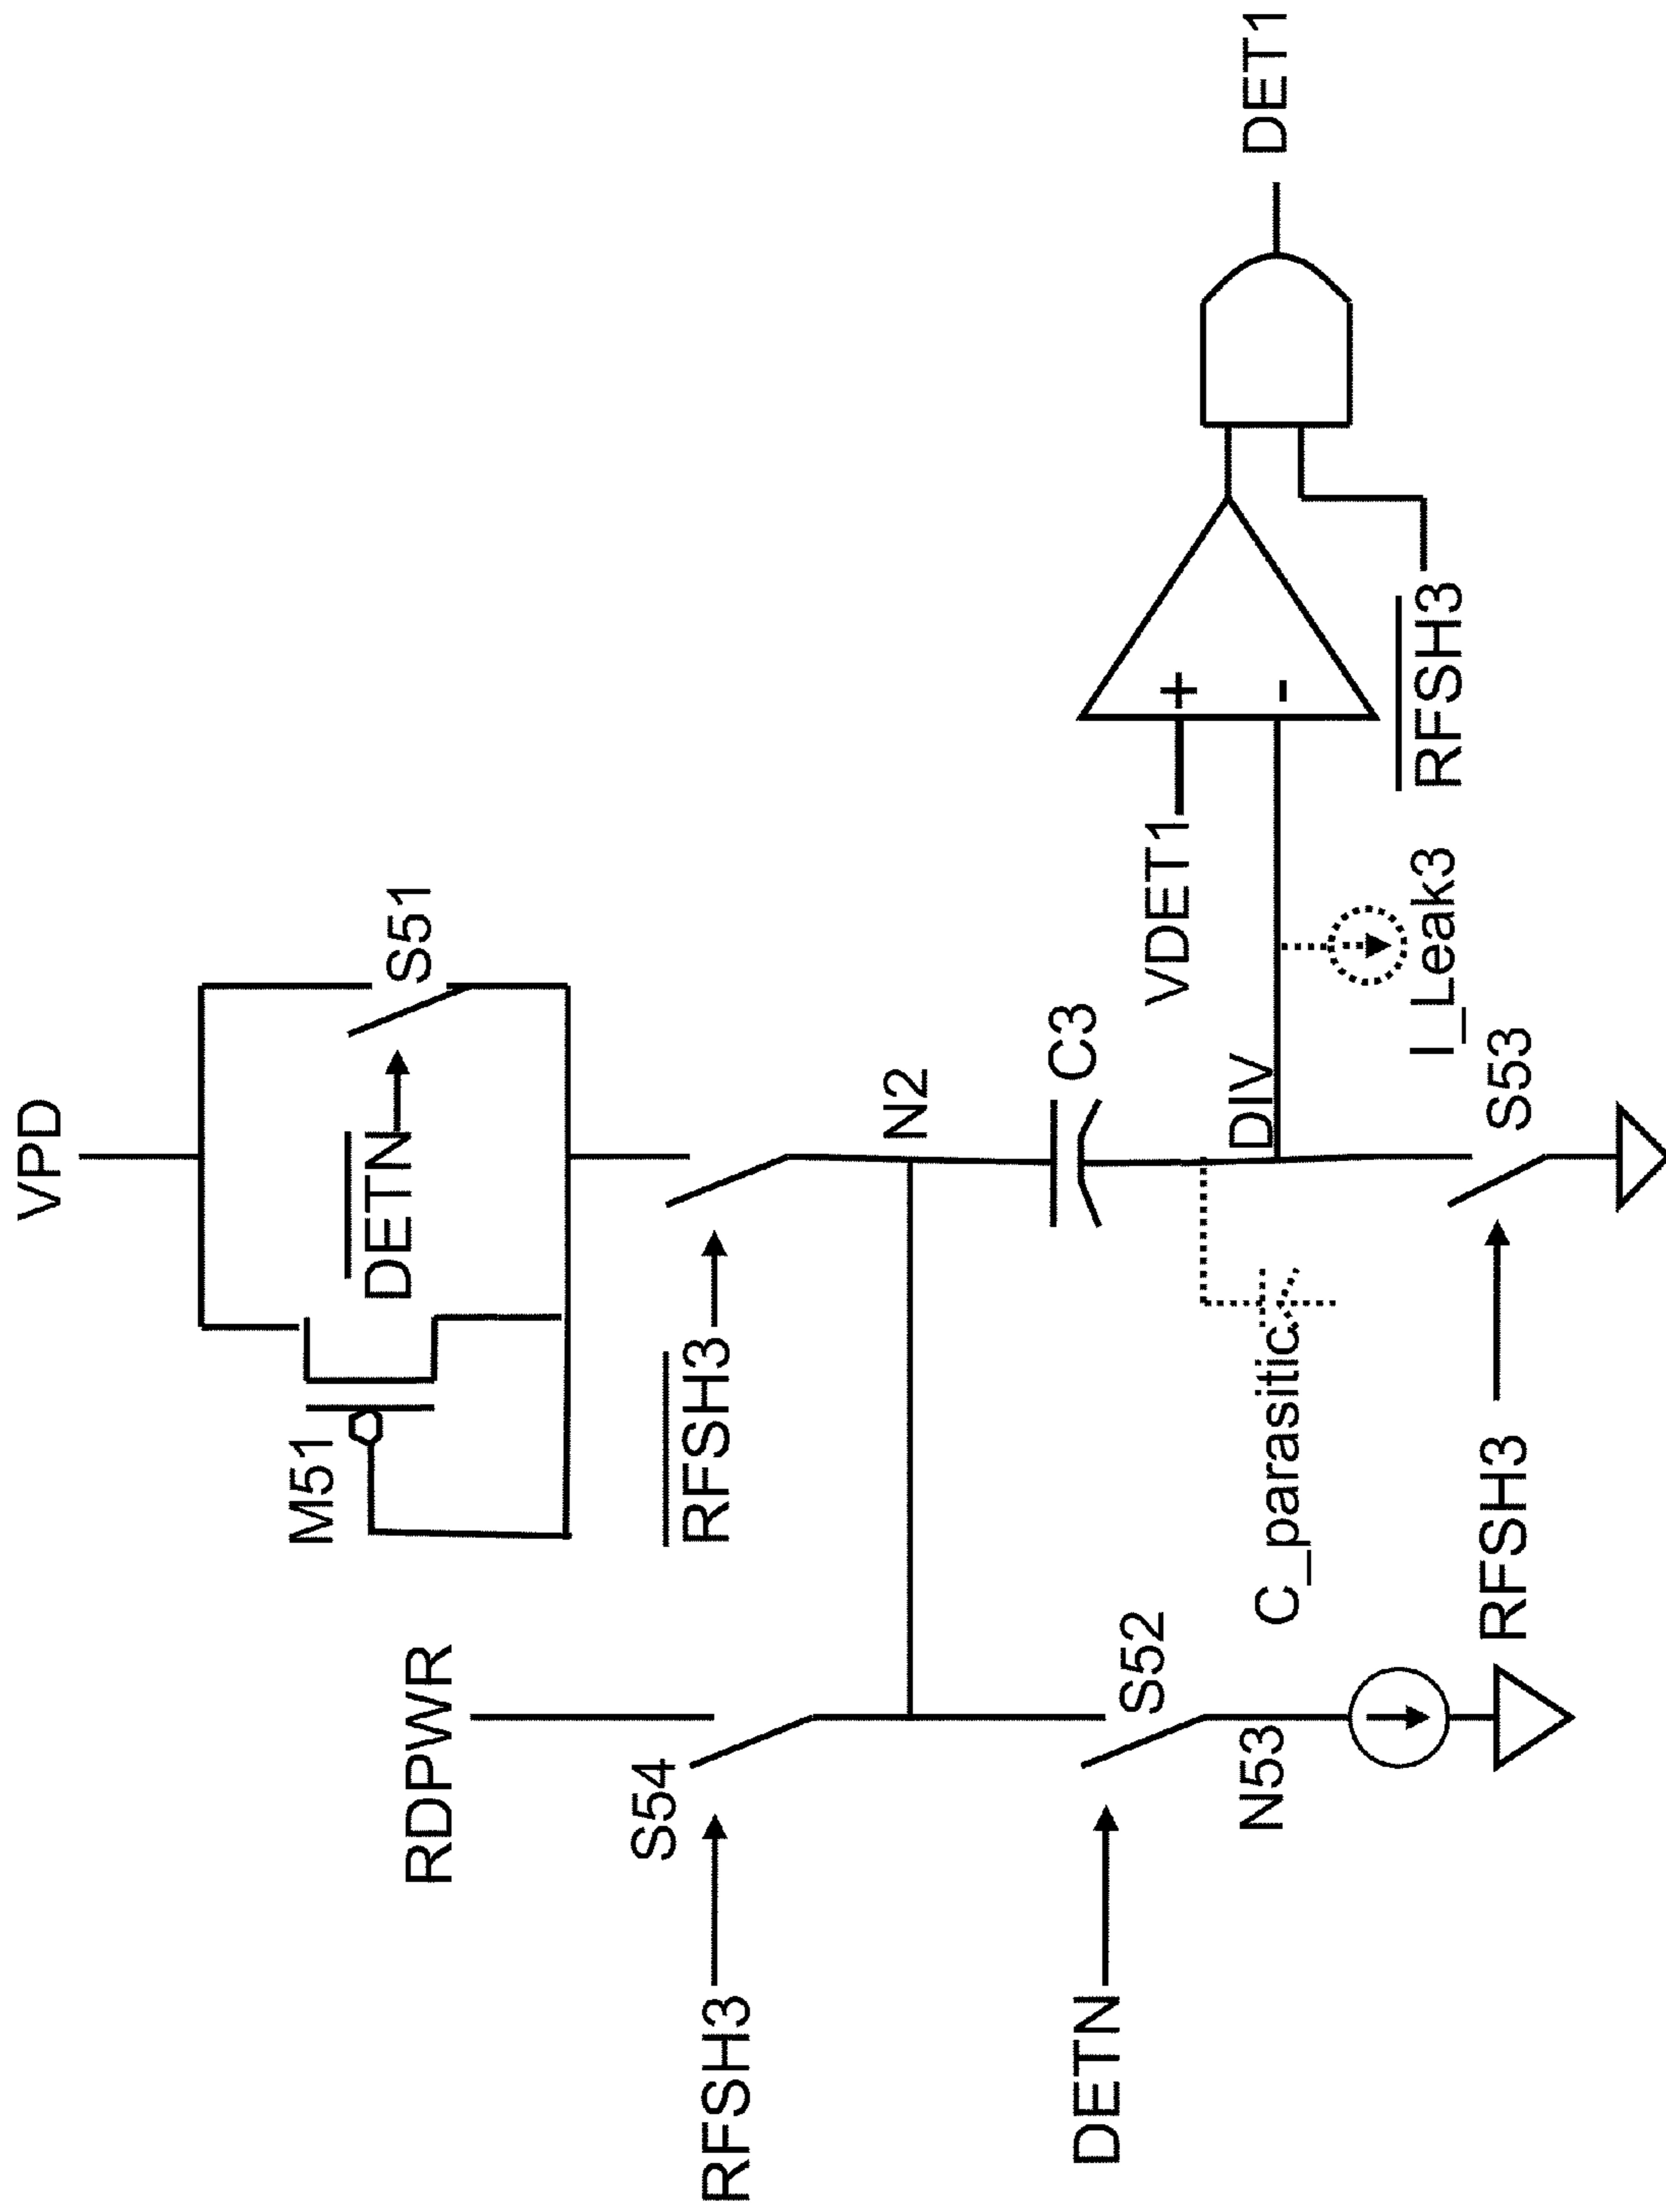 VPD
S51
DETN
M51
RFSH3
N2
RDPWR
S54
RFSH3
C3
DIV
VDET1
+
-
DET1
RFSH3
I_Leak3
C_parasitic
S52
DETN
N53
S53
RFSH3